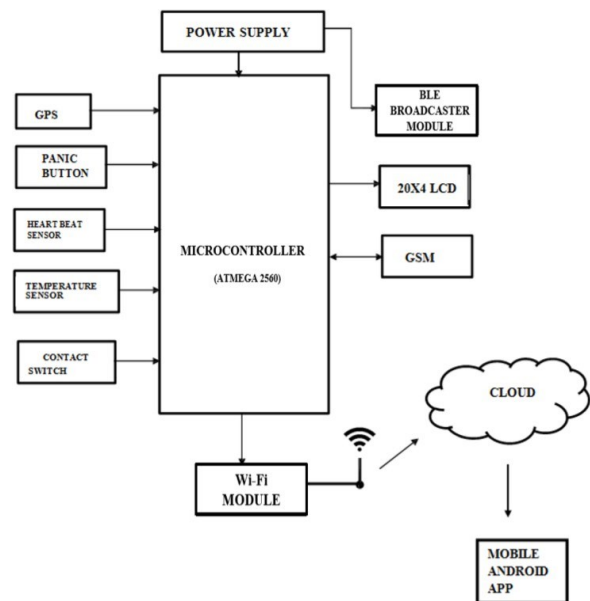 POWER SUPPLY
GPS
PANIC
BUTTON
HEART BEAT
SENSOR
TEMPERATURE
SENSOR
CONTACT
SWITCH
MICROCONTROLLER
(ATMEGA 2560)
BLE
BROADCASTER
MODULE
20X4 LCD
GSM
CLOUD
Wi-Fi
MODULE
MOBILE
ANDROID
APP